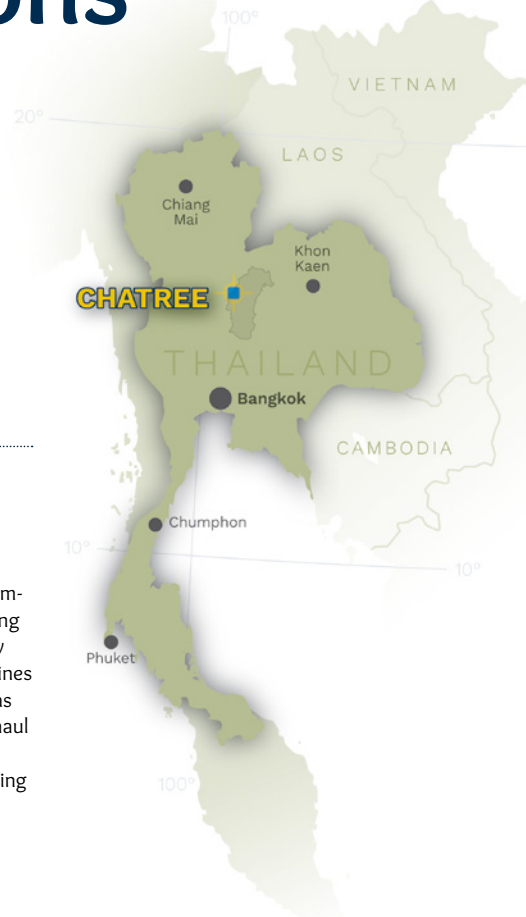 ons
100°
VIETNAM
20°
LAOS
Chiang
Mai
Khon
Kaen
CHATREE
THAILAND
Bangkok
CAMBODIA
Chumphon
10°
10°
m-
ng
y
ines
as
haul
ing
Phuket
100°